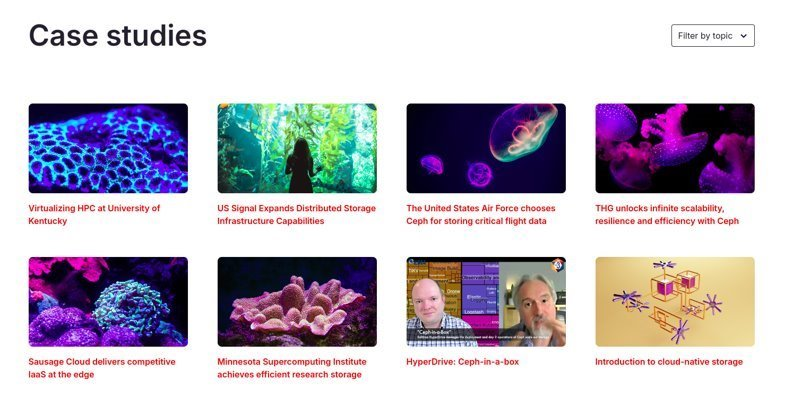 Case studies
Filter by topic
Virtualizing HPC at University of
Kentucky
US Signal Expands Distributed Storage
Infrastructure Capabilities
The United States Air Force chooses
Ceph for storing critical flight data
THG unlocks infinite scalability,
resilience and efficiency with Ceph
"Ceph-in-a-Box"
Sausage Cloud delivers competitive
IaaS at the edge
Minnesota Supercomputing Institute
achieves efficient research storage
HyperDrive: Ceph-in-a-box
Introduction to cloud-native storage